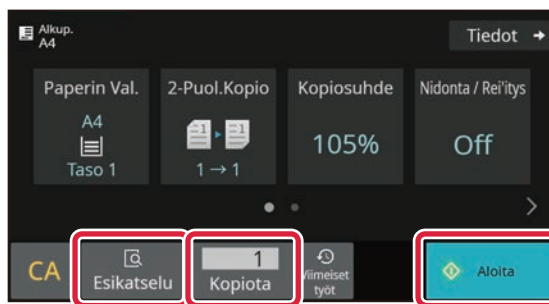 Alkup.
A4
Tiedot
Paperin Val.
A4
Taso 1
2-Puol.Kopio
1 → 1
Kopiosuhde
105%
Nidonta / Rei'itys
Off
CA
Esikatselu
1
Kopiota
Viimeiset
työt
Aloita